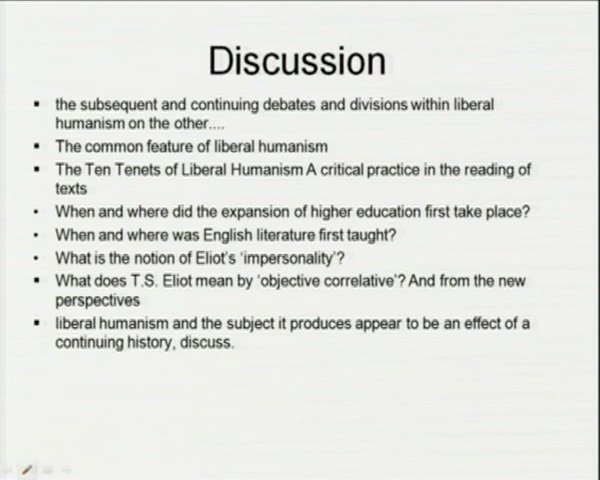 Discussion
the subsequent and continuing debates and divisions within liberal
humanism on the other....
The common feature of liberal humanism
The Ten Tenets of Liberal Humanism A critical practice in the reading of
texts
When and where did the expansion of higher education first take place?
When and where was English literature first taught?
What is the notion of Eliot's 'impersonality'?
What does T.S. Eliot mean by 'objective correlative'? And from the new
perspectives
liberal humanism and the subject it produces appear to be an effect of a
continuing history, discuss.